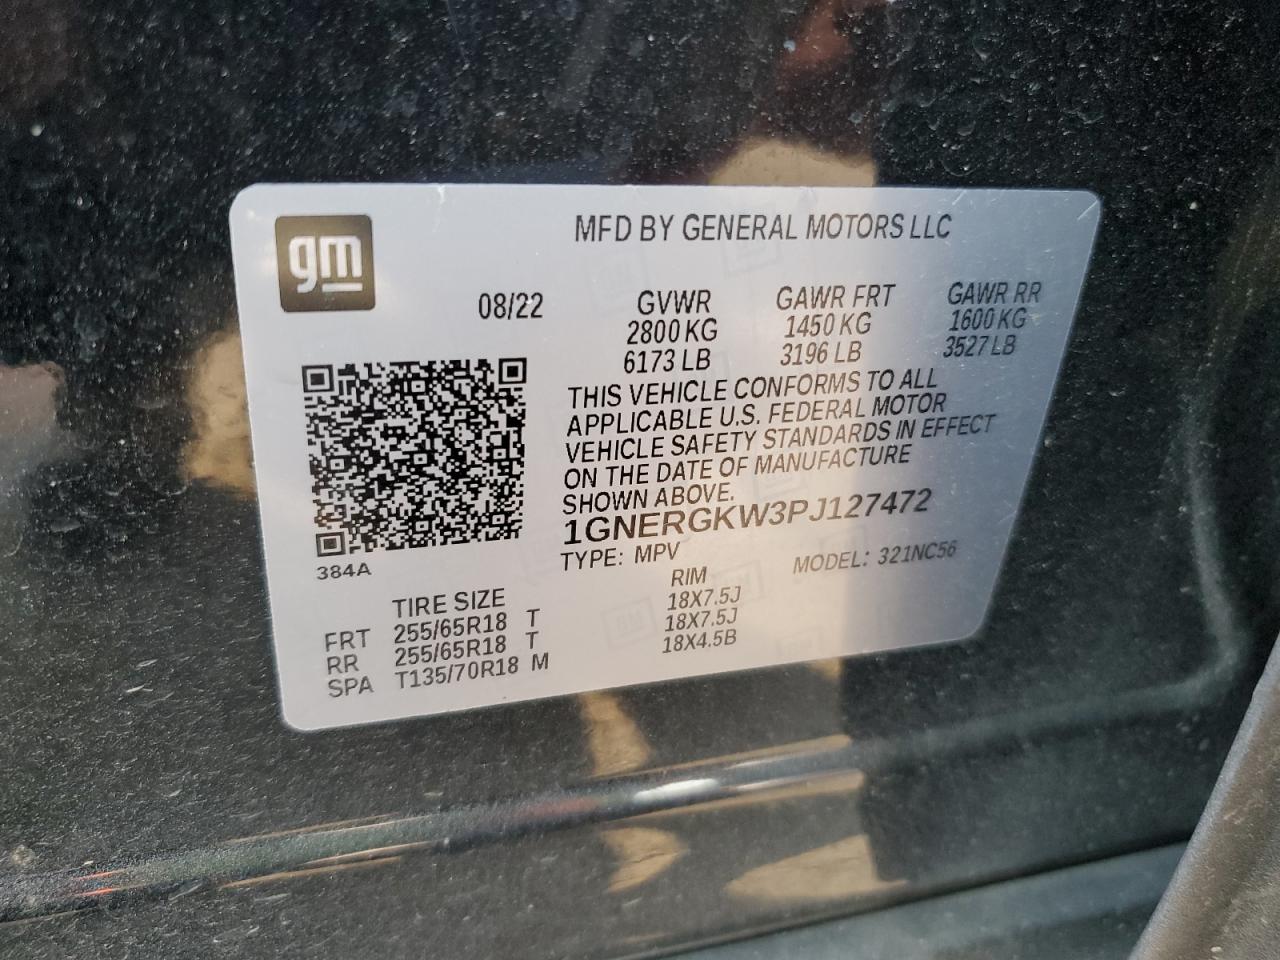 gm
MFD BY GENERAL MOTORS LLC
08/22
GVWR
2800 KG
6173 LB
GAWR FRT
1450 KG
3196 LB
GAWR RR
1600 KG
3527 LB
THIS VEHICLE CONFORMS TO ALL
APPLICABLE U.S. FEDERAL MOTOR
VEHICLE SAFETY STANDARDS IN EFFECT
ON THE DATE OF MANUFACTURE
SHOWN ABOVE.
1GNERGKW3PJ127472
TYPE: MPV MODEL: 321NC56
384A
TIRE SIZE RIM
FRT 255/65R18 T 18X7.5J
RR 255/65R18 T 18X7.5J
SPA T135/70R18 M 18X4.5B